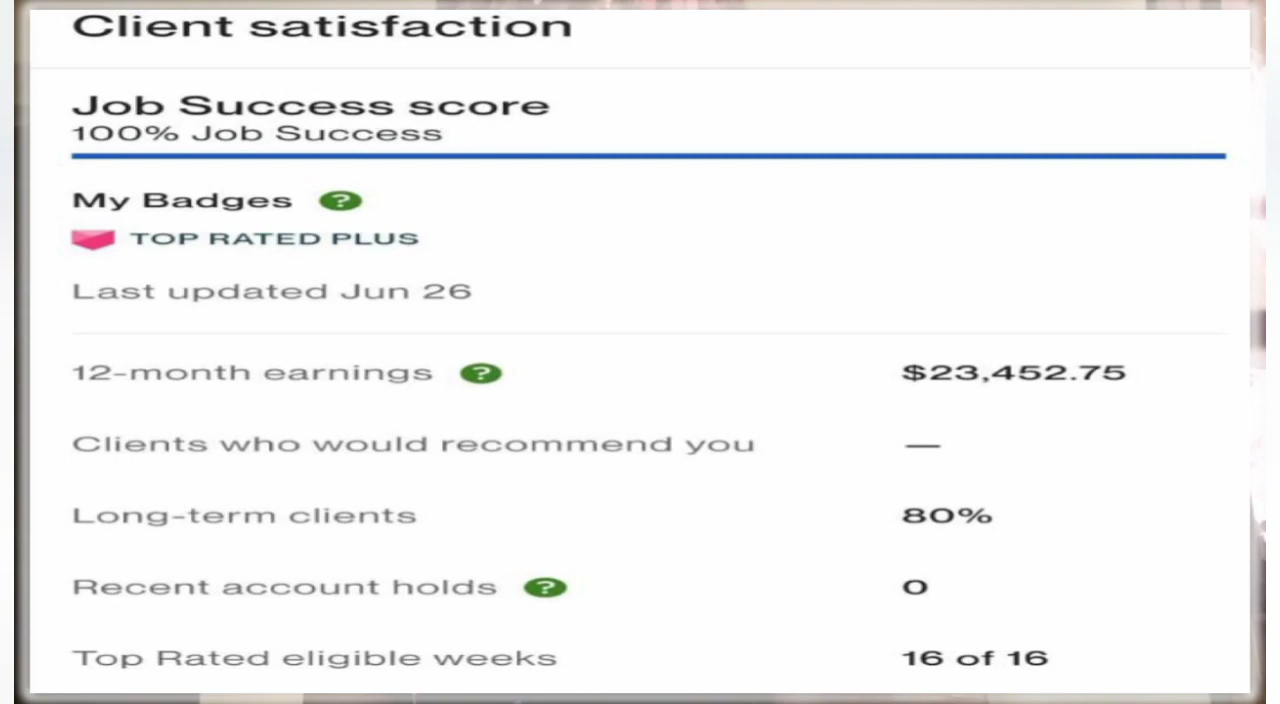 Client satisfaction
Job Success score
100% Job Success
My Badges ?
TOP RATED PLUS
Last updated Jun 26
12-month earnings ? $23,452.75
Clients who would recommend you —
Long-term clients 80%
Recent account holds ? 0
Top Rated eligible weeks 16 of 16